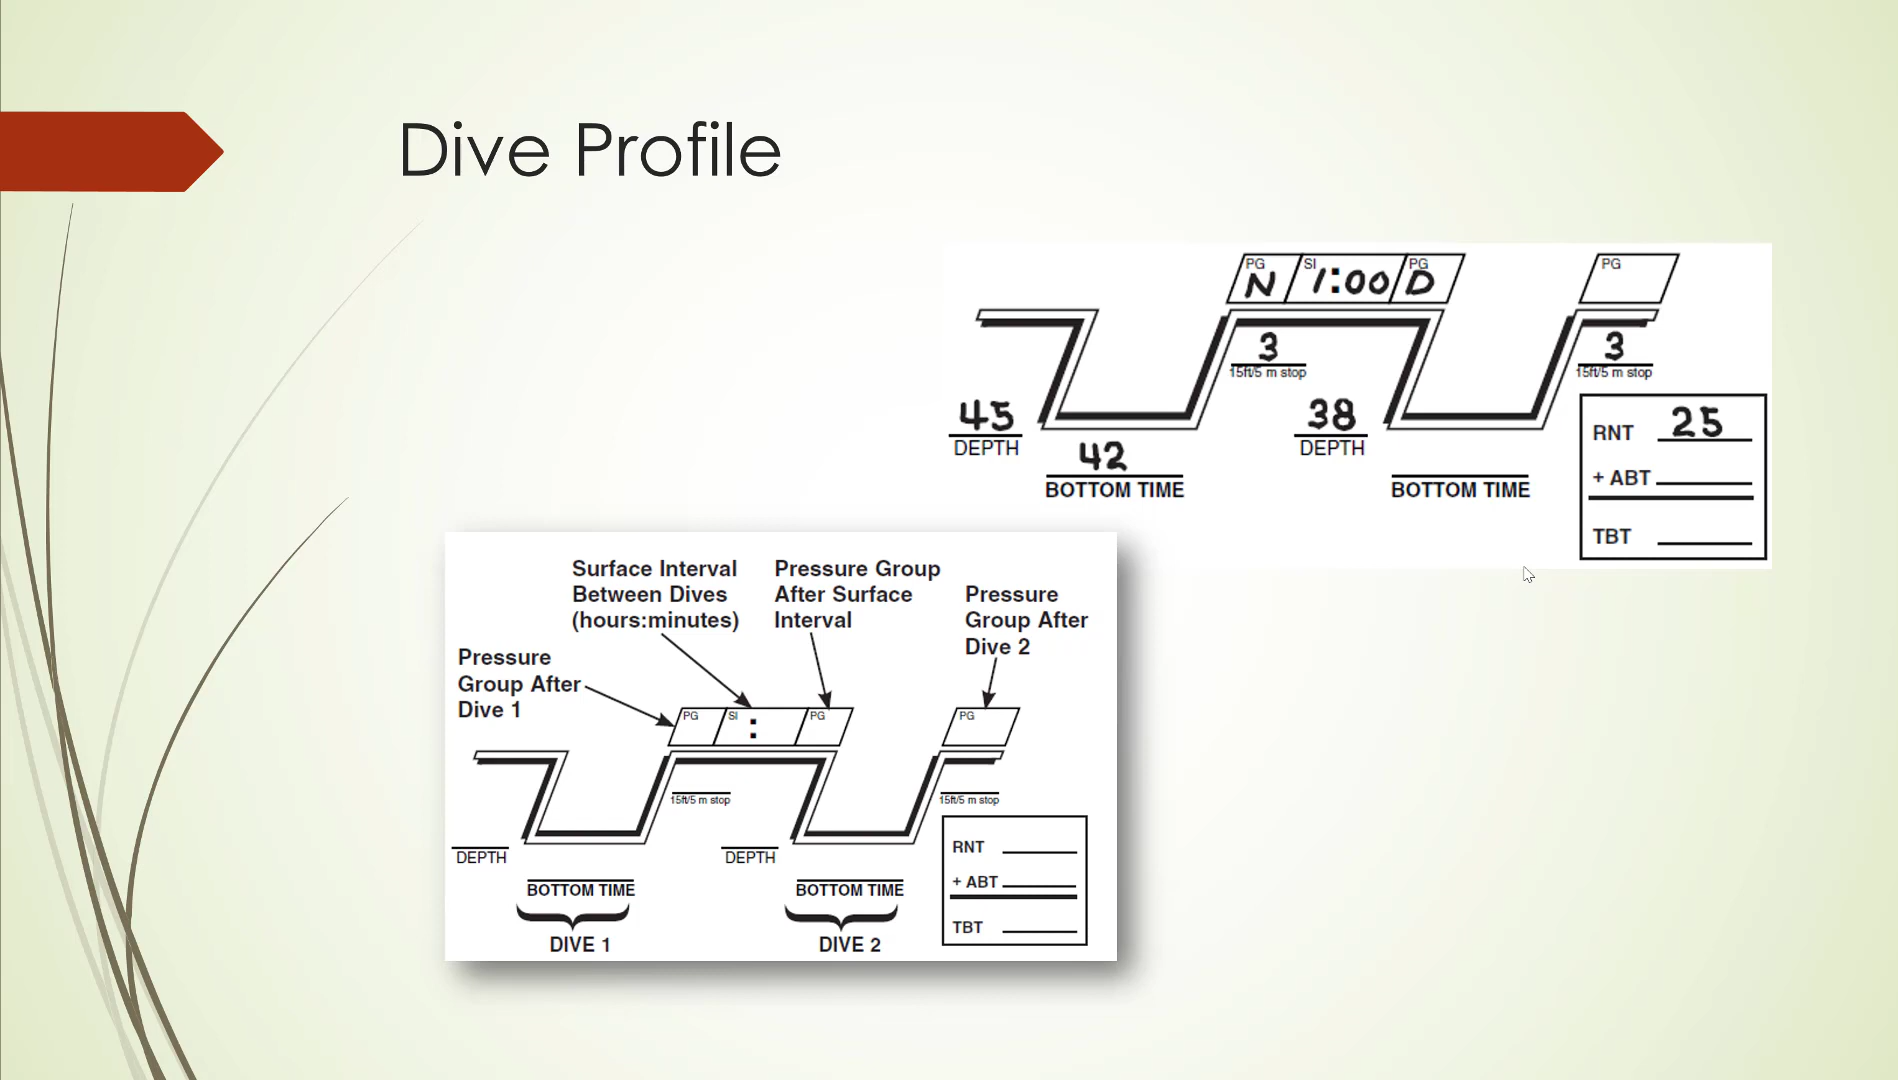 Dive Profile
PG N SI 1:00 PG D
PG
3
15ft/5 m stop
3
15ft/5 m stop
45
DEPTH
42
BOTTOM TIME
38
DEPTH
BOTTOM TIME
RNT 25
+ ABT
TBT
Surface Interval
Between Dives
(hours:minutes)
Pressure Group
After Surface
Interval
Pressure
Group After
Dive 2
Pressure
Group After
Dive 1
PG SI : PG
PG
15ft/5 m stop
15ft/5 m stop
DEPTH
BOTTOM TIME
DIVE 1
DEPTH
BOTTOM TIME
DIVE 2
RNT
+ ABT
TBT